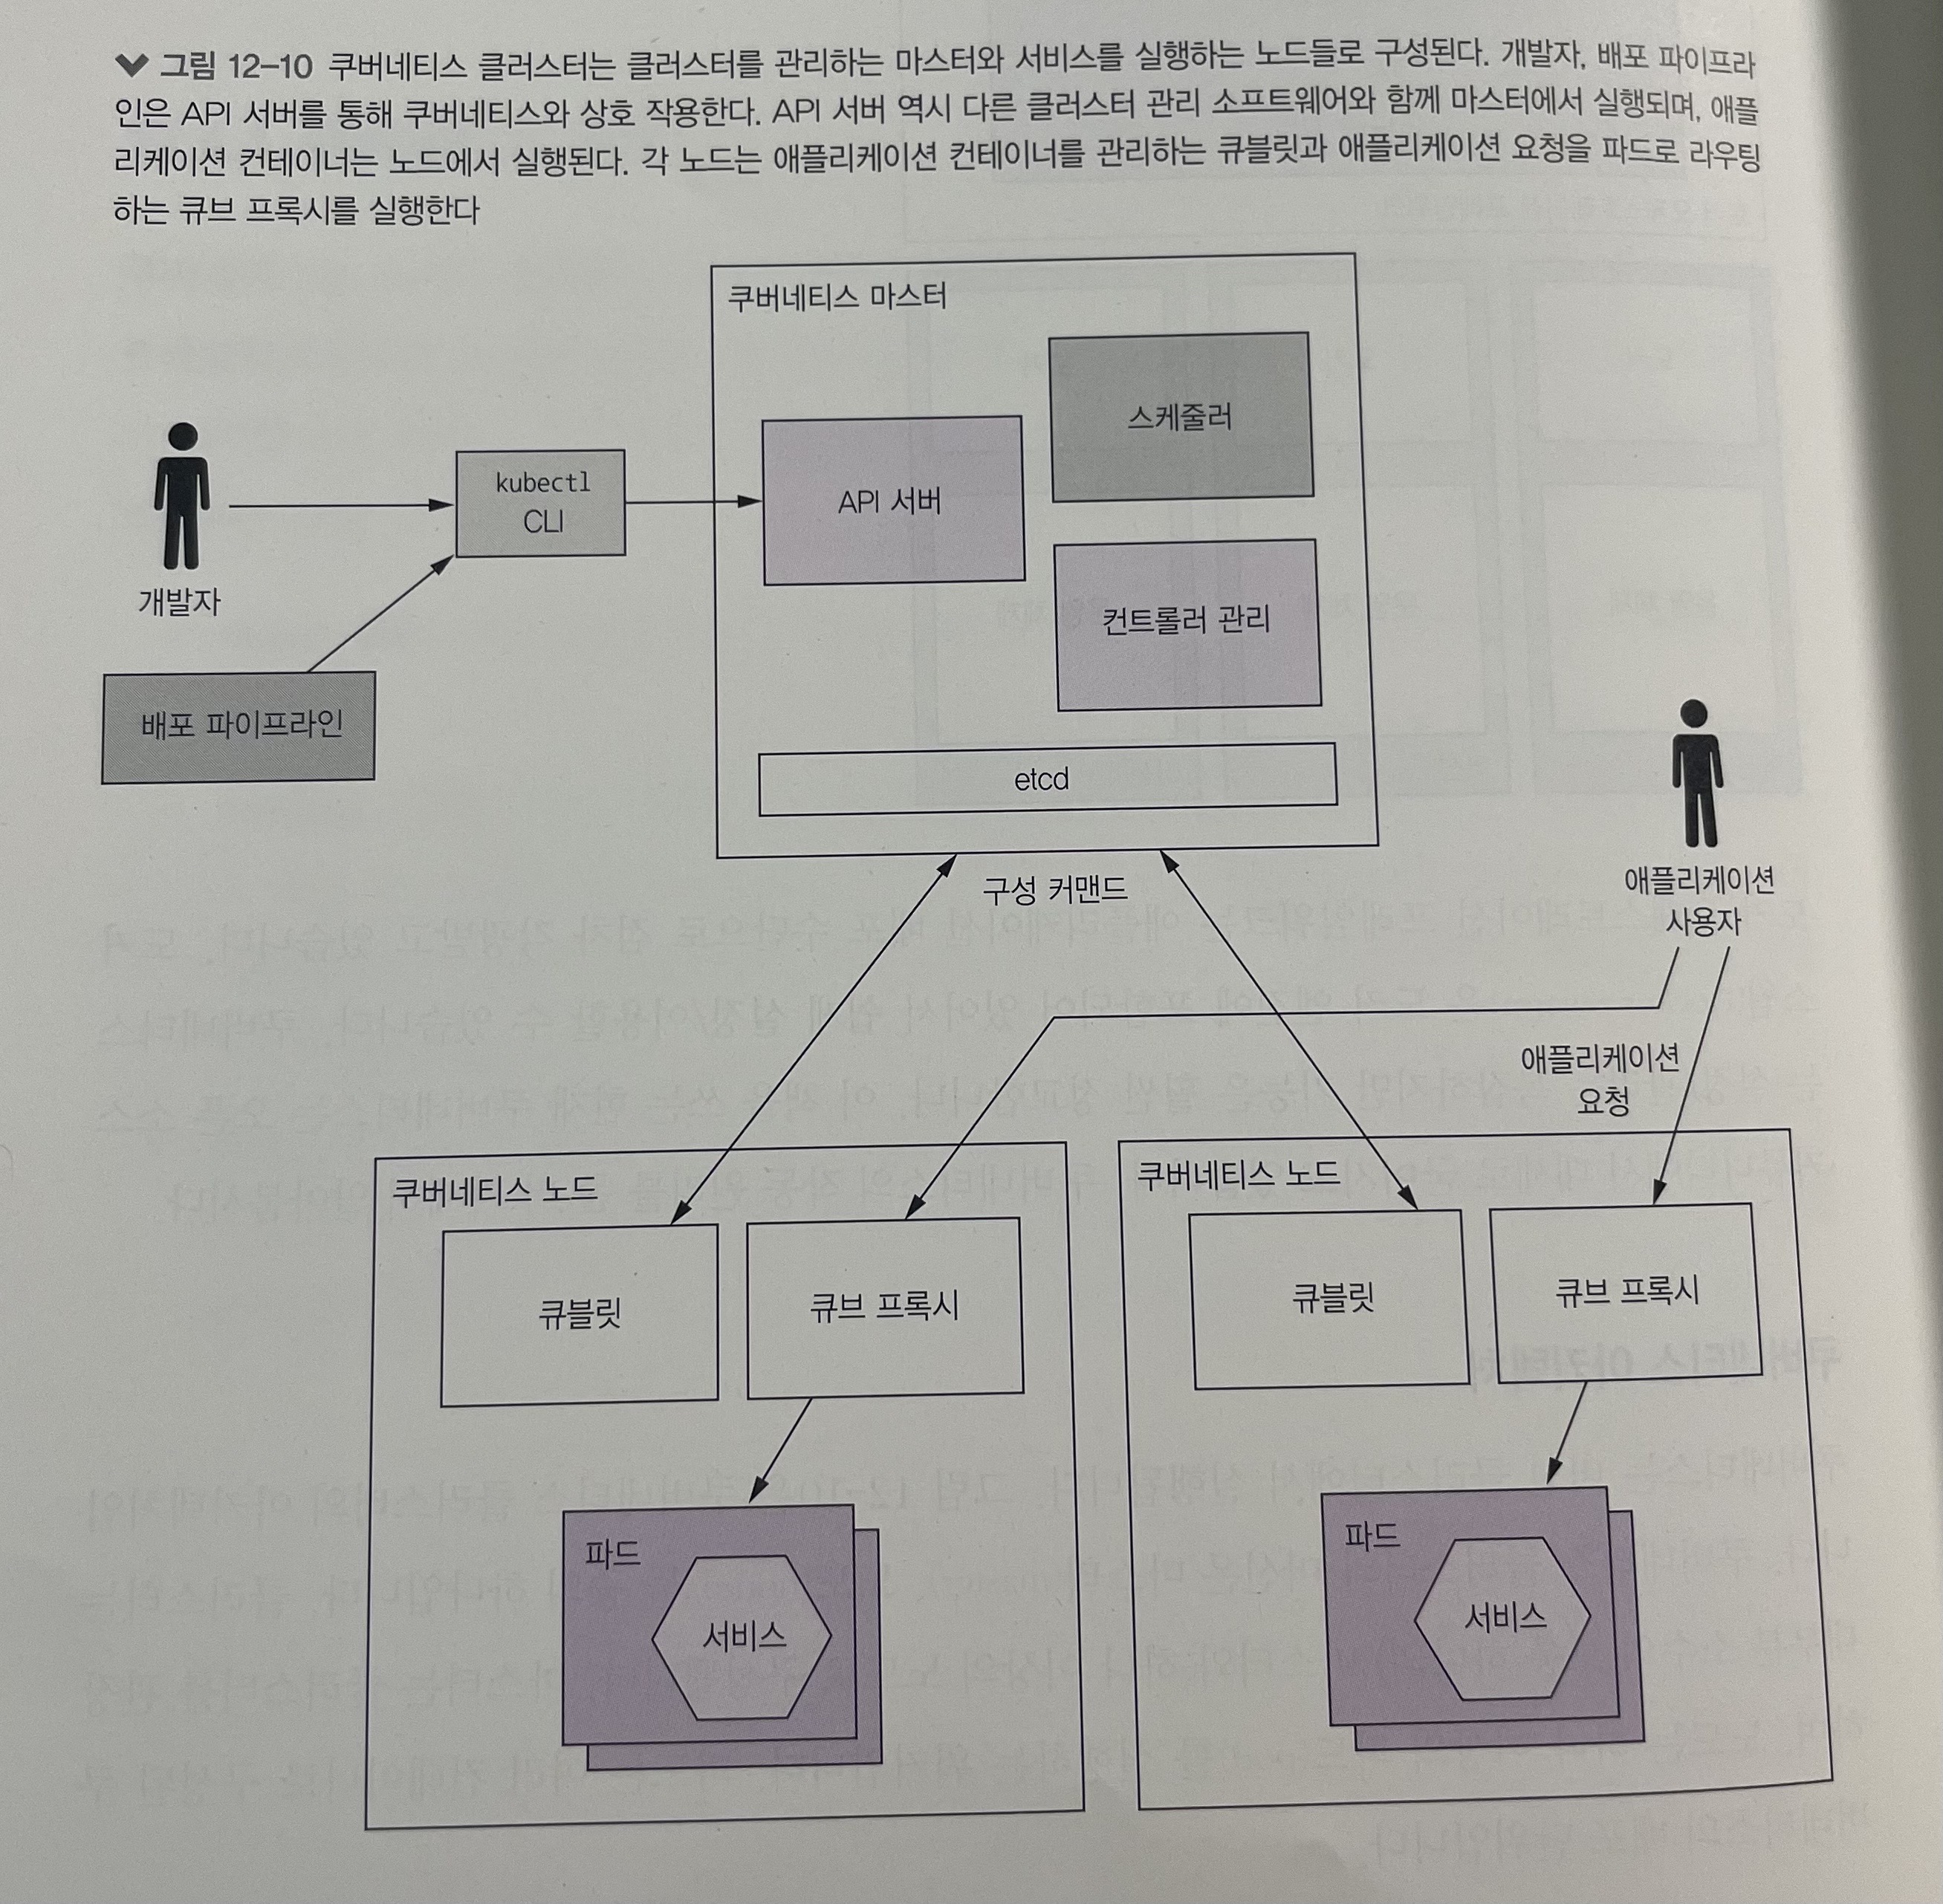 그림 12-10 쿠버네티스 클러스터는 클러스터를 관리하는 마스터와 서비스를 실행하는 노드들로 구성된다. 개발자, 배포 파이프라
인은 API 서버를 통해 쿠버네티스와 상호 작용한다. API 서버 역시 다른 클러스터 관리 소프트웨어와 함께 마스터에서 실행되며, 애플
리케이션 컨테이너는 노드에서 실행된다. 각 노드는 애플리케이션 컨테이너를 관리하는 큐블릿과 애플리케이션 요청을 파드로 라우팅
하는 큐브 프록시를 실행한다
쿠버네티스 마스터
스케줄러
kubectl
CLI
API 서버
개발자
컨트롤러 관리
배포 파이프라인
etcd
구성 커맨드
애플리케이션
사용자
애플리케이션
요청
쿠버네티스 노드
큐블릿
큐브 프록시
파드
서비스
쿠버네티스 노드
큐블릿
큐브 프록시
파드
서비스